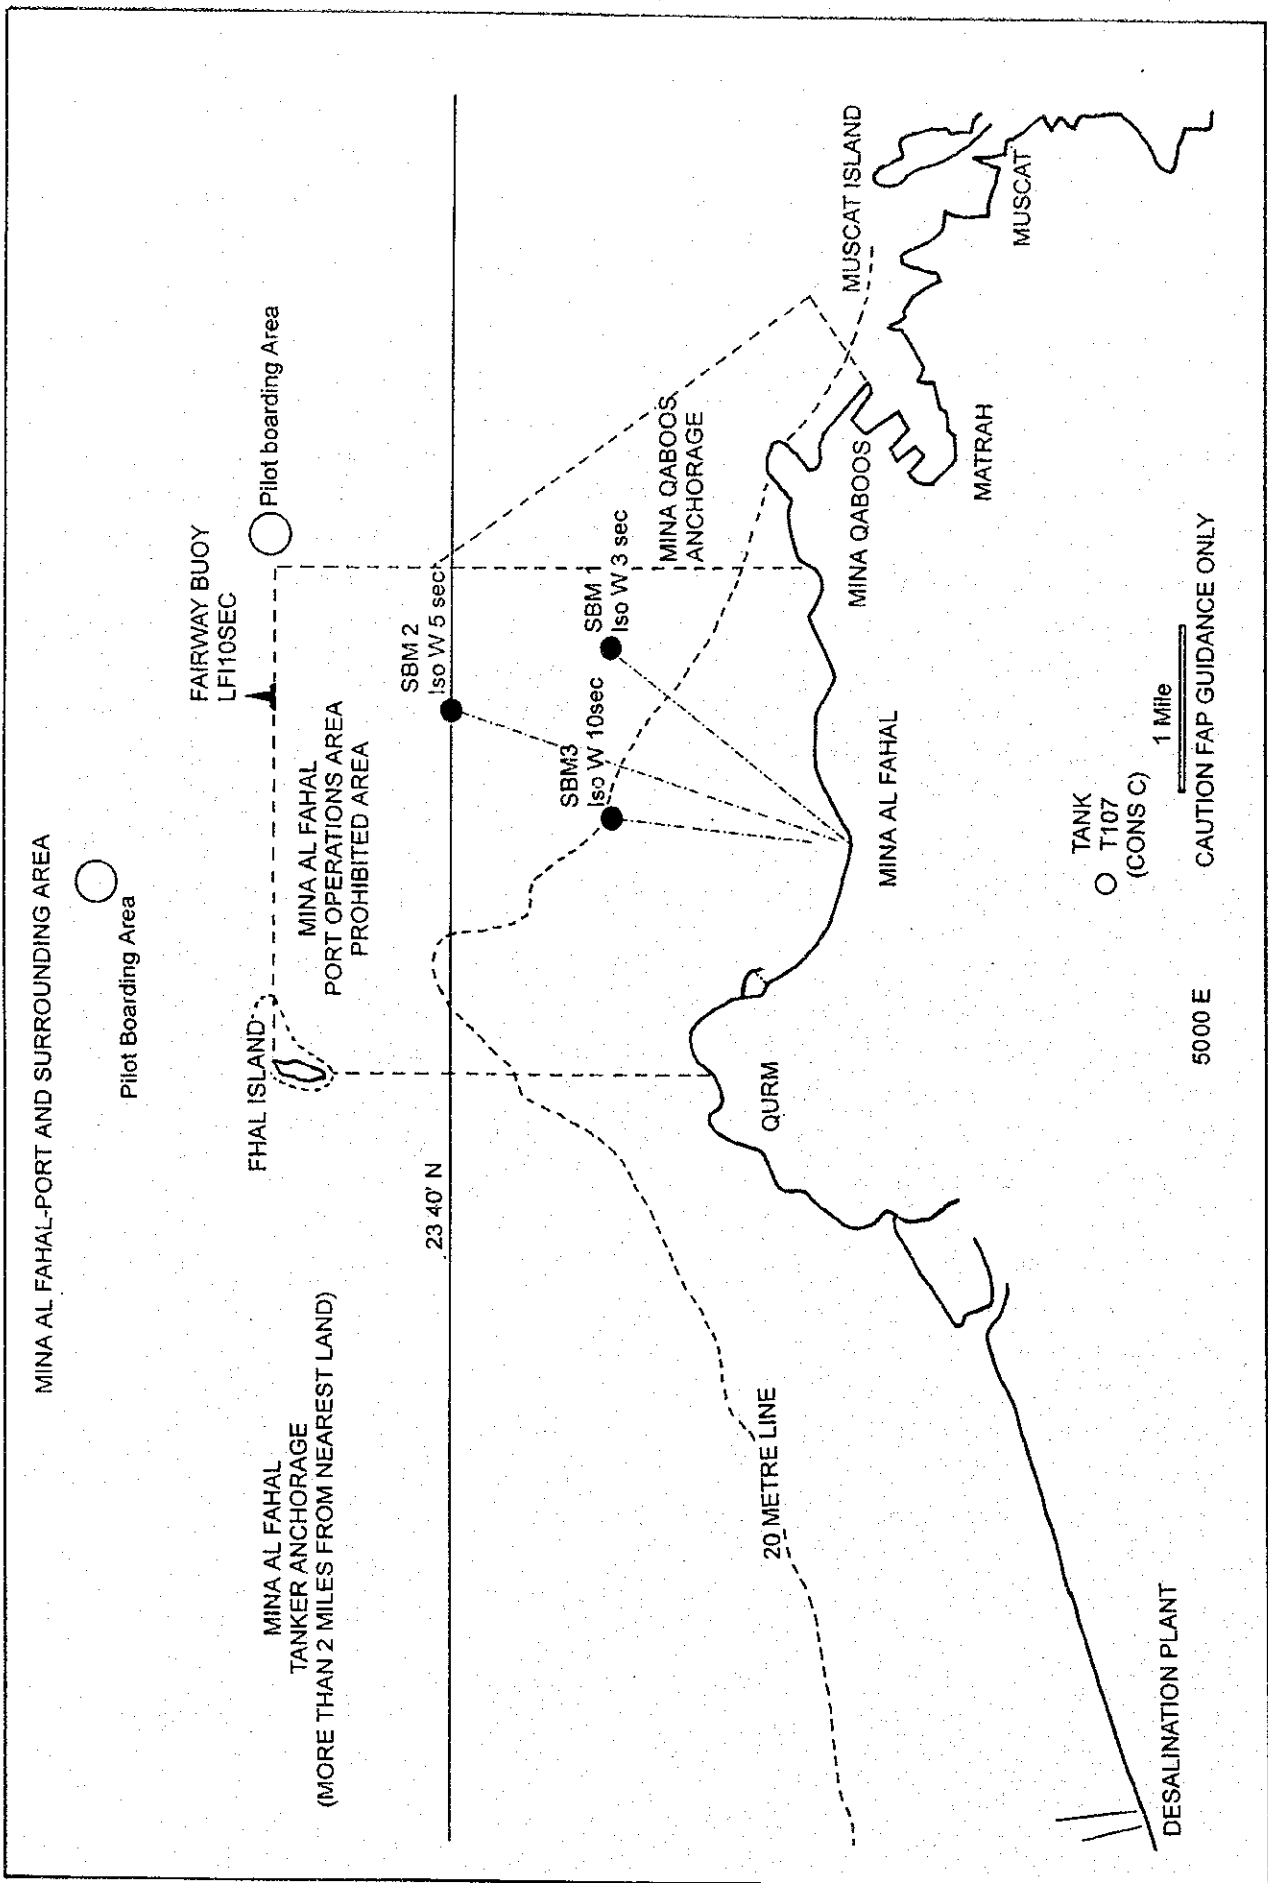 MINA AL FAHAL-PORT AND SURROUNDING AREA
Pilot Boarding Area
FAIRWAY BUOY
LFI10SEC
Pilot boarding Area
FHAL ISLAND
MINA AL FAHAL
PORT OPERATIONS AREA
PROHIBITED AREA
MINA AL FAHAL
TANKER ANCHORAGE
(MORE THAN 2 MILES FROM NEAREST LAND)
23 40' N
SBM 2
Iso W 5 sec
SBM3
Iso W 10sec
SBM 1
Iso W 3 sec
MINA QABOOS
ANCHORAGE
MUSCAT ISLAND
20 METRE LINE
QURM
MINA AL FAHAL
MINA QABOOS
MATRAH
MUSCAT
TANK
T107
(CONS C)
1 Mile
DESALINATION PLANT
5000 E
CAUTION FAP GUIDANCE ONLY